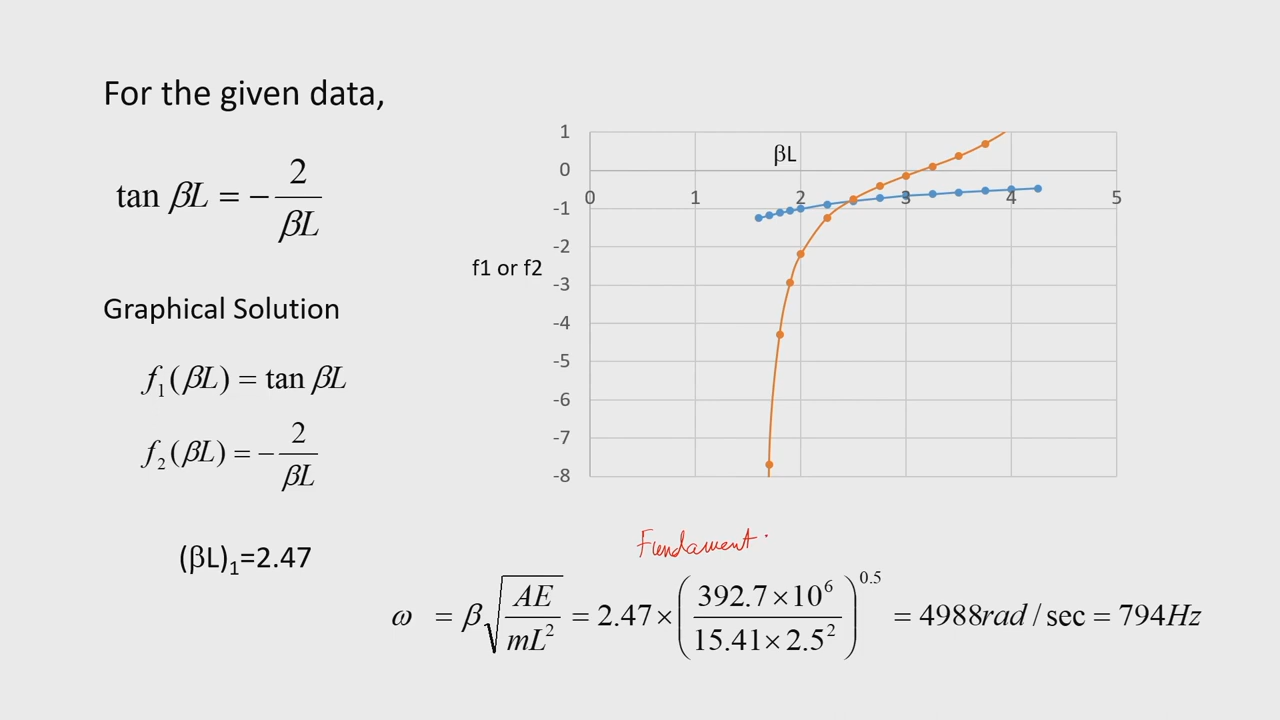 For the given data,
tan βL = − 2/βL
Graphical Solution
f₁(βL) = tan βL
f₂(βL) = − 2/βL
(βL)₁=2.47
1
0
-1
-2
-3
-4
-5
-6
-7
-8
0 1 2 3 4 5
βL
f1 or f2
Fundament
ω = β√(AE/mL²) = 2.47×(392.7×10⁶/15.41×2.5²)^0.5 = 4988rad / sec = 794Hz